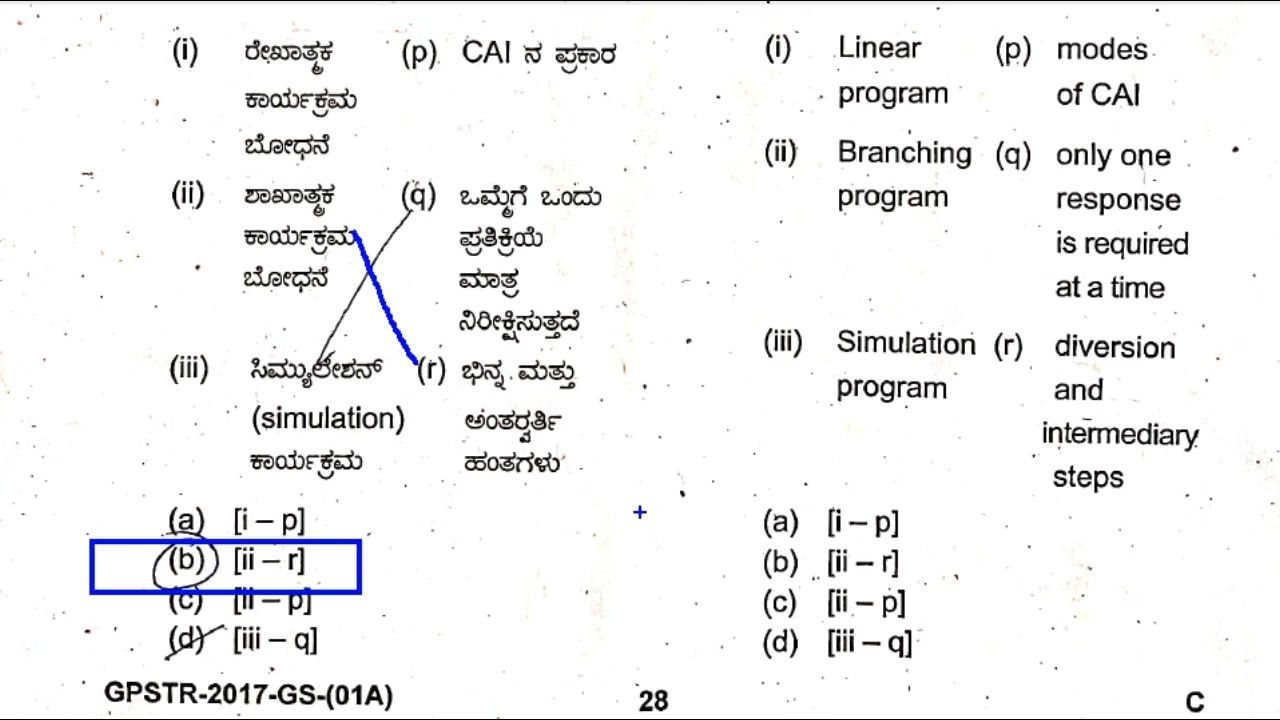 (i) ರೇಖಾತ್ಮಕ (p) CAI ನ ಪ್ರಕಾರ
ಕಾರ್ಯಕ್ರಮ
ಬೋಧನೆ
(ii) ಶಾಖಾತ್ಮಕ (q) ಒಮ್ಮೆಗೆ ಒಂದು
ಕಾರ್ಯಕ್ರಮ ಪ್ರತಿಕ್ರಿಯೆ
ಬೋಧನೆ ಮಾತ್ರ
ನಿರೀಕ್ಷಿಸುತ್ತದೆ
(iii) ಸಿಮ್ಯುಲೇಶನ್ (r) ಭಿನ್ನ ಮತ್ತು
(simulation) ಅಂತರ್‍ವರ್ತಿ
ಕಾರ್ಯಕ್ರಮ ಹಂತಗಳು
(a) [i – p]
(b) [ii – r]
(c) [ii – p]
(d) [iii – q]
(i) Linear (p) modes
program of CAI
(ii) Branching (q) only one
program response
is required
at a time
(iii) Simulation (r) diversion
program and
intermediary
steps
(a) [i – p]
(b) [ii – r]
(c) [ii – p]
(d) [iii – q]
GPSTR-2017-GS-(01A) 28 C